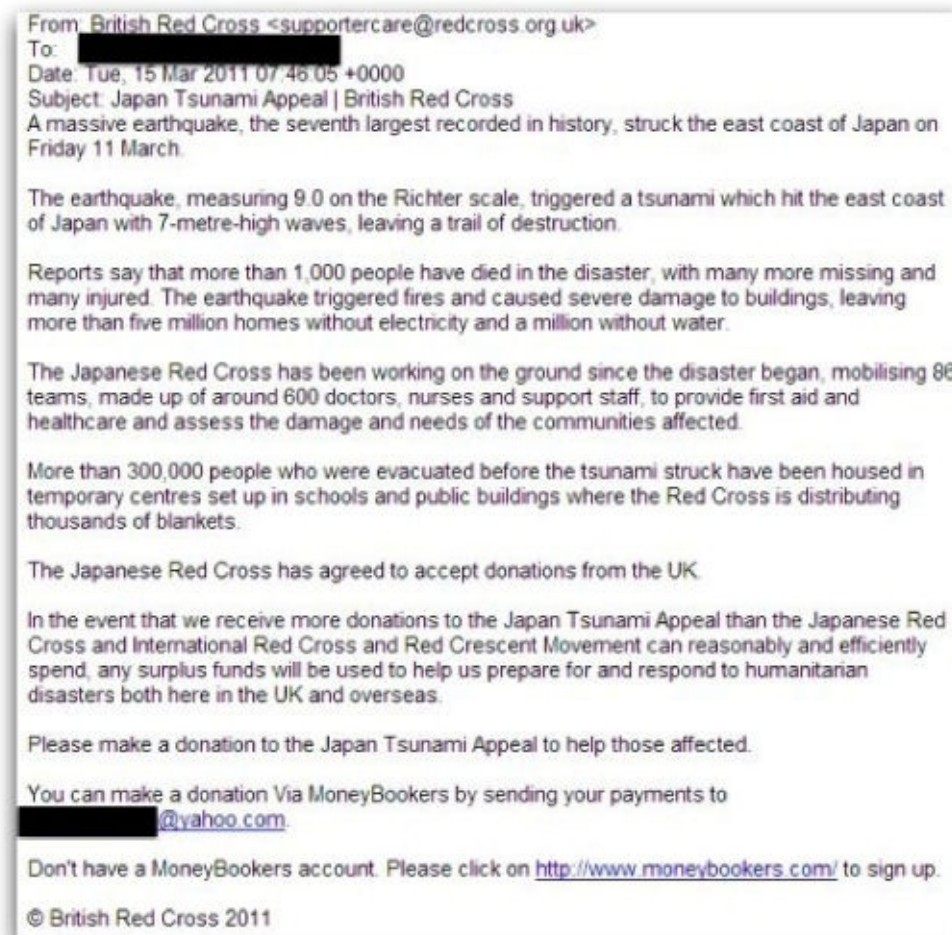 From: British Red Cross <supportercare@redcross.org.uk>
To:
Date: Tue, 15 Mar 2011 07:46:05 +0000
Subject: Japan Tsunami Appeal | British Red Cross
A massive earthquake, the seventh largest recorded in history, struck the east coast of Japan on
Friday 11 March.
The earthquake, measuring 9.0 on the Richter scale, triggered a tsunami which hit the east coast
of Japan with 7-metre-high waves, leaving a trail of destruction.
Reports say that more than 1,000 people have died in the disaster, with many more missing and
many injured. The earthquake triggered fires and caused severe damage to buildings, leaving
more than five million homes without electricity and a million without water.
The Japanese Red Cross has been working on the ground since the disaster began, mobilising 86
teams, made up of around 600 doctors, nurses and support staff, to provide first aid and
healthcare and assess the damage and needs of the communities affected.
More than 300,000 people who were evacuated before the tsunami struck have been housed in
temporary centres set up in schools and public buildings where the Red Cross is distributing
thousands of blankets.
The Japanese Red Cross has agreed to accept donations from the UK.
In the event that we receive more donations to the Japan Tsunami Appeal than the Japanese Red
Cross and International Red Cross and Red Crescent Movement can reasonably and efficiently
spend, any surplus funds will be used to help us prepare for and respond to humanitarian
disasters both here in the UK and overseas.
Please make a donation to the Japan Tsunami Appeal to help those affected.
You can make a donation Via MoneyBookers by sending your payments to
@yahoo.com.
Don't have a MoneyBookers account. Please click on http://www.moneybookers.com/ to sign up.
© British Red Cross 2011